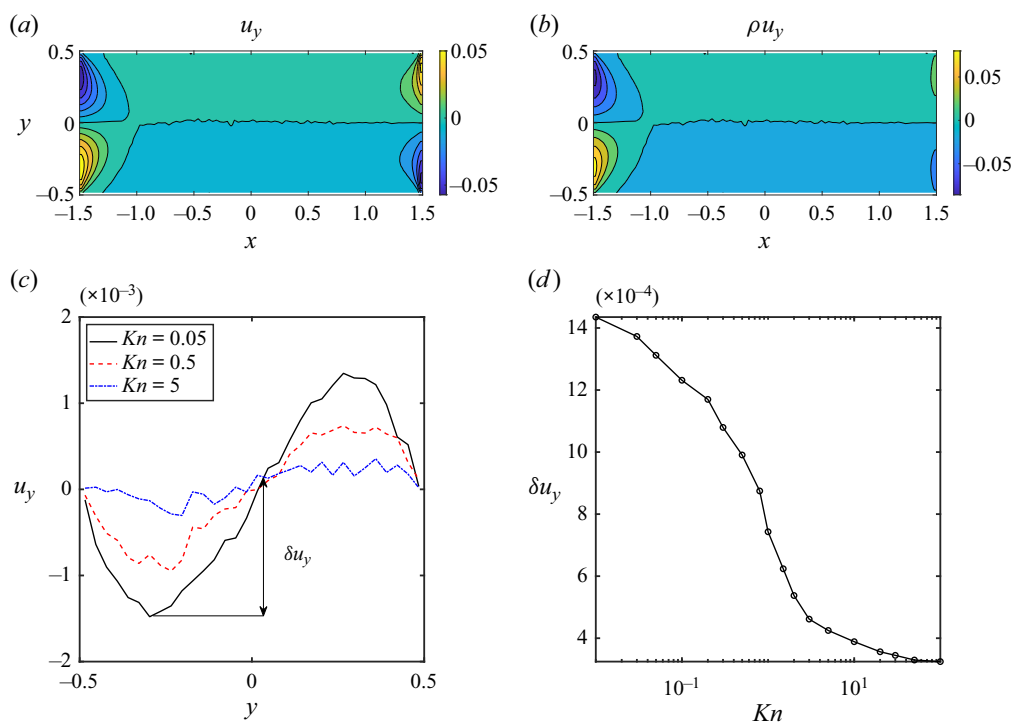 (a) u_y
0.5
y 0
−0.5
−1.5 −1.0 −0.5 0 0.5 1.0 1.5
x
0.05
0
−0.05
(b) ρu_y
0.5
0
−0.5
−1.5 −1.0 −0.5 0 0.5 1.0 1.5
x
0.05
0
−0.05
(c)
(×10⁻³)
2
1
u_y 0
−1
−2
−0.5 0 0.5
y
Kn = 0.05
Kn = 0.5
Kn = 5
δu_y
(d)
(×10⁻⁴)
14
12
10
δu_y 8
6
4
10⁻¹ 10¹
Kn